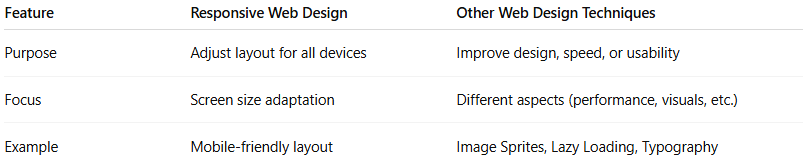 Feature Responsive Web Design Other Web Design Techniques
Purpose Adjust layout for all devices Improve design, speed, or usability
Focus Screen size adaptation Different aspects (performance, visuals, etc.)
Example Mobile-friendly layout Image Sprites, Lazy Loading, Typography